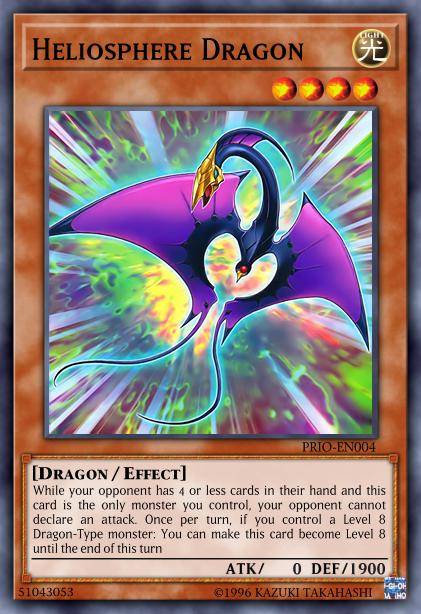 Heliosphere Dragon
LIGHT
光
PRIO-EN004
[Dragon / Effect]
While your opponent has 4 or less cards in their hand and this
card is the only monster you control, your opponent cannot
declare an attack. Once per turn, if you control a Level 8
Dragon-Type monster: You can make this card become Level 8
until the end of this turn
ATK/ 0 DEF/1900
51043053 ©1996 KAZUKI TAKAHASHI